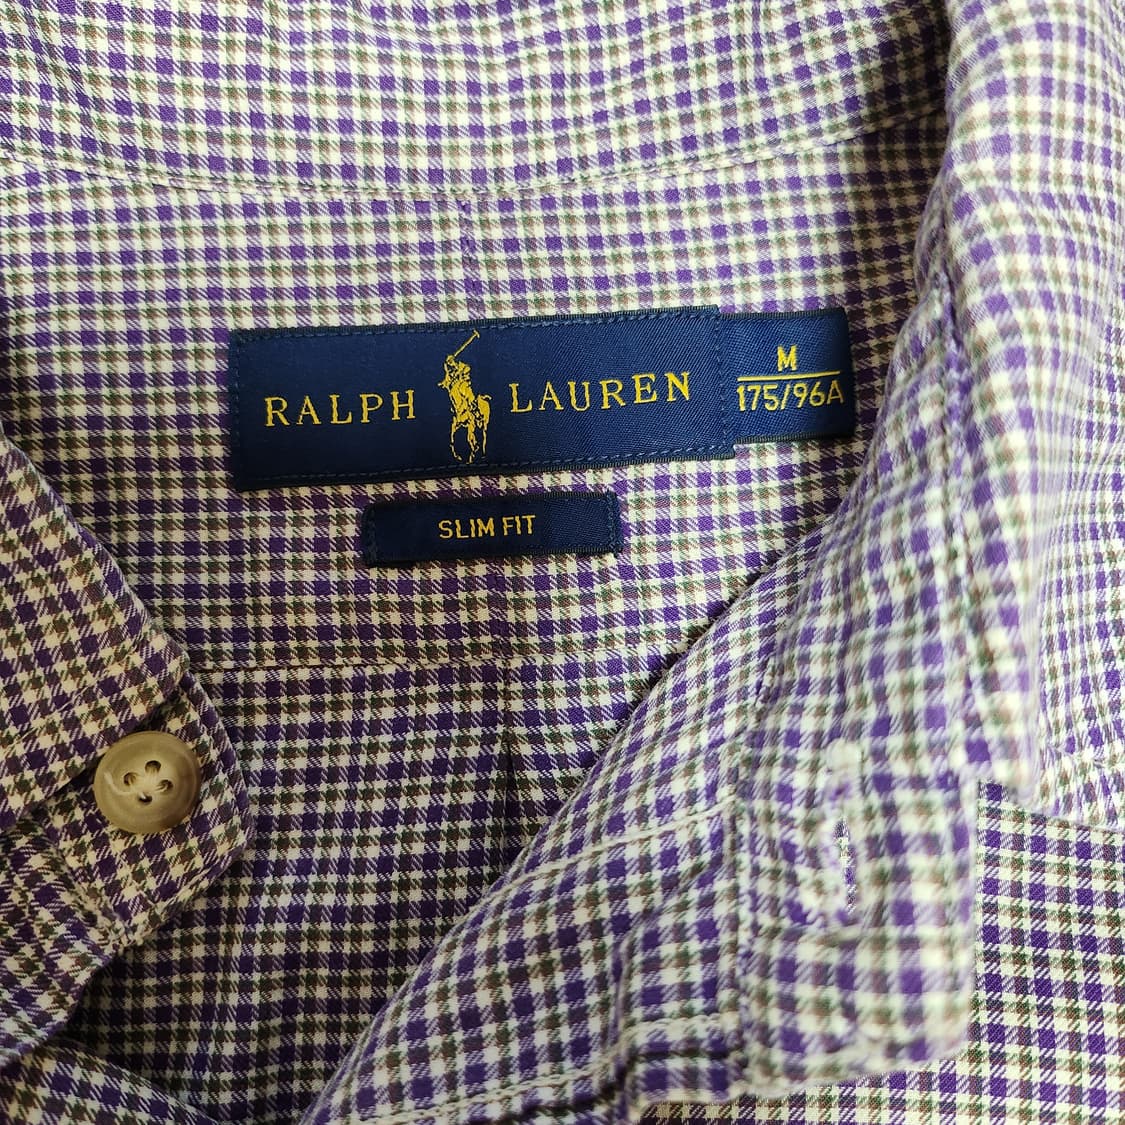 RALPH LAUREN
M
175/96A
SLIM FIT